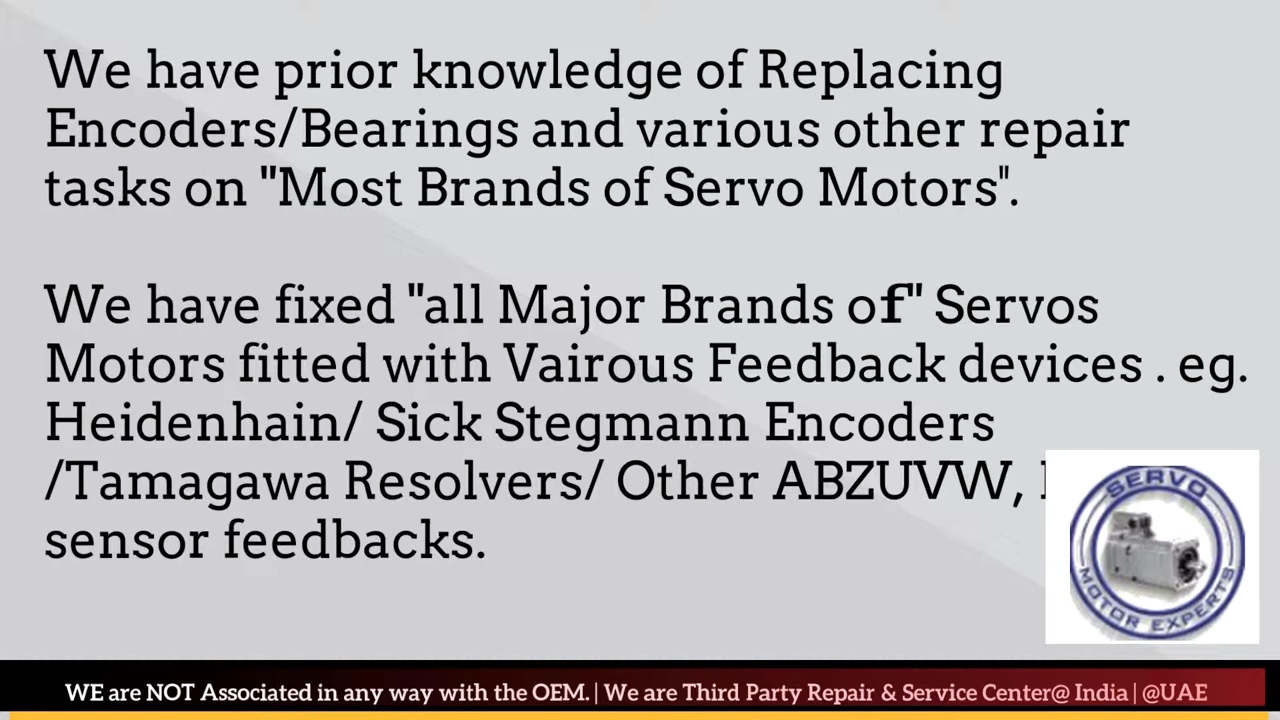 We have prior knowledge of Replacing
Encoders/Bearings and various other repair
tasks on "Most Brands of Servo Motors".
We have fixed "all Major Brands of" Servos
Motors fitted with Vairous Feedback devices . eg.
Heidenhain/ Sick Stegmann Encoders
/Tamagawa Resolvers/ Other ABZUVW,
sensor feedbacks.
SERVO
MOTOR EXPERTS
WE are NOT Associated in any way with the OEM. | We are Third Party Repair & Service Center@ India | @UAE